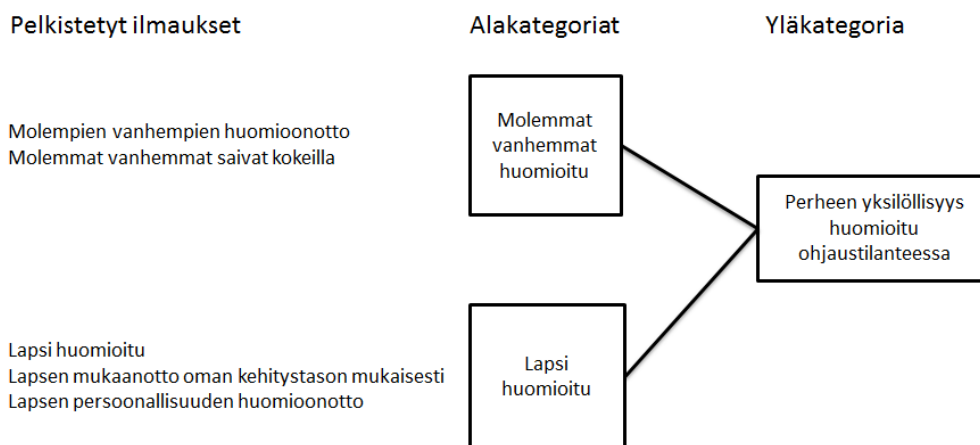 Pelkistetyt ilmaukset
Alakategoriat
Yläkategoria
Molempien vanhempien huomioonotto
Molemmat vanhemmat saivat kokeilla
Molemmat
vanhemmat
huomioitu
Perheen yksilöllisyys
huomioitu
ohjaustilanteessa
Lapsi huomioitu
Lapsen mukaanotto oman kehitystason mukaisesti
Lapsen persoonallisuuden huomioonotto
Lapsi
huomioitu